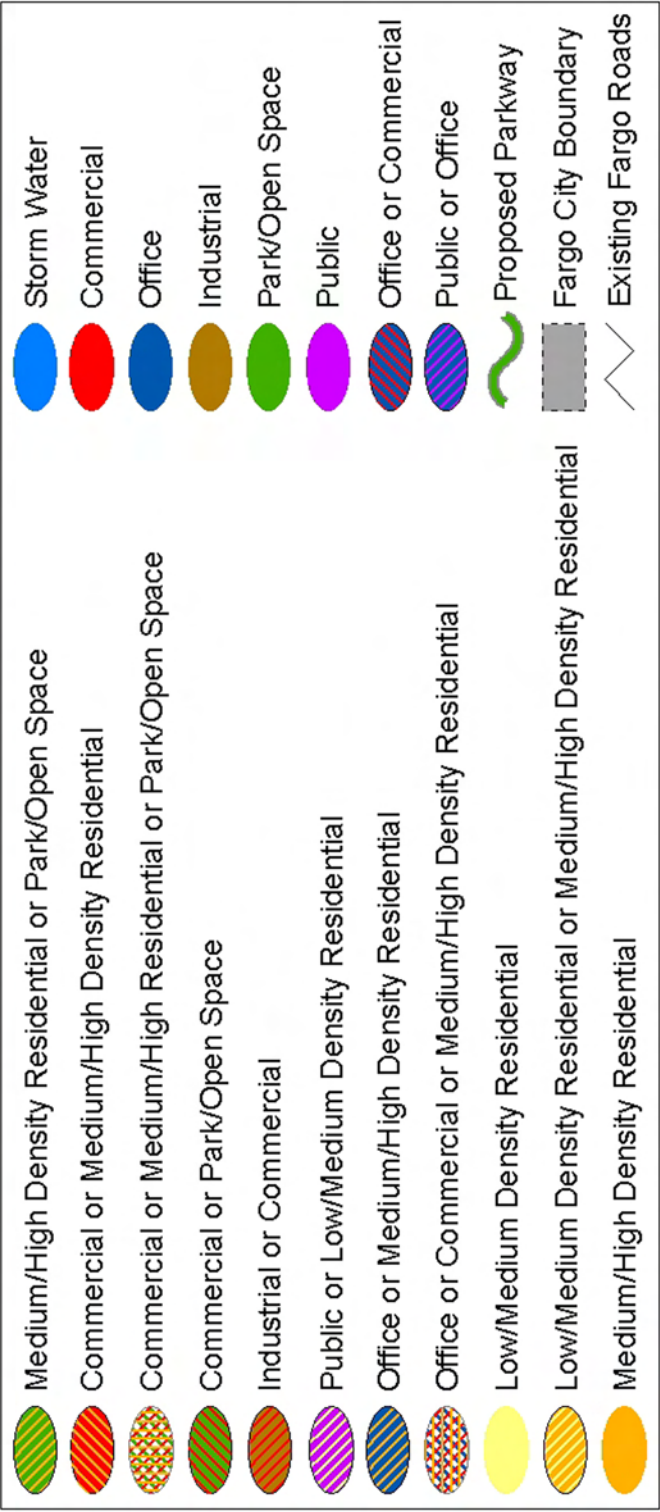 Medium/High Density Residential or Park/Open Space
Commercial or Medium/High Density Residential
Commercial or Medium/High Residential or Park/Open Space
Commercial or Park/Open Space
Industrial or Commercial
Public or Low/Medium Density Residential
Office or Medium/High Density Residential
Office or Commercial or Medium/High Density Residential
Low/Medium Density Residential
Low/Medium Density Residential or Medium/High Density Residential
Medium/High Density Residential
Storm Water
Commercial
Office
Industrial
Park/Open Space
Public
Office or Commercial
Public or Office
Proposed Parkway
Fargo City Boundary
Existing Fargo Roads